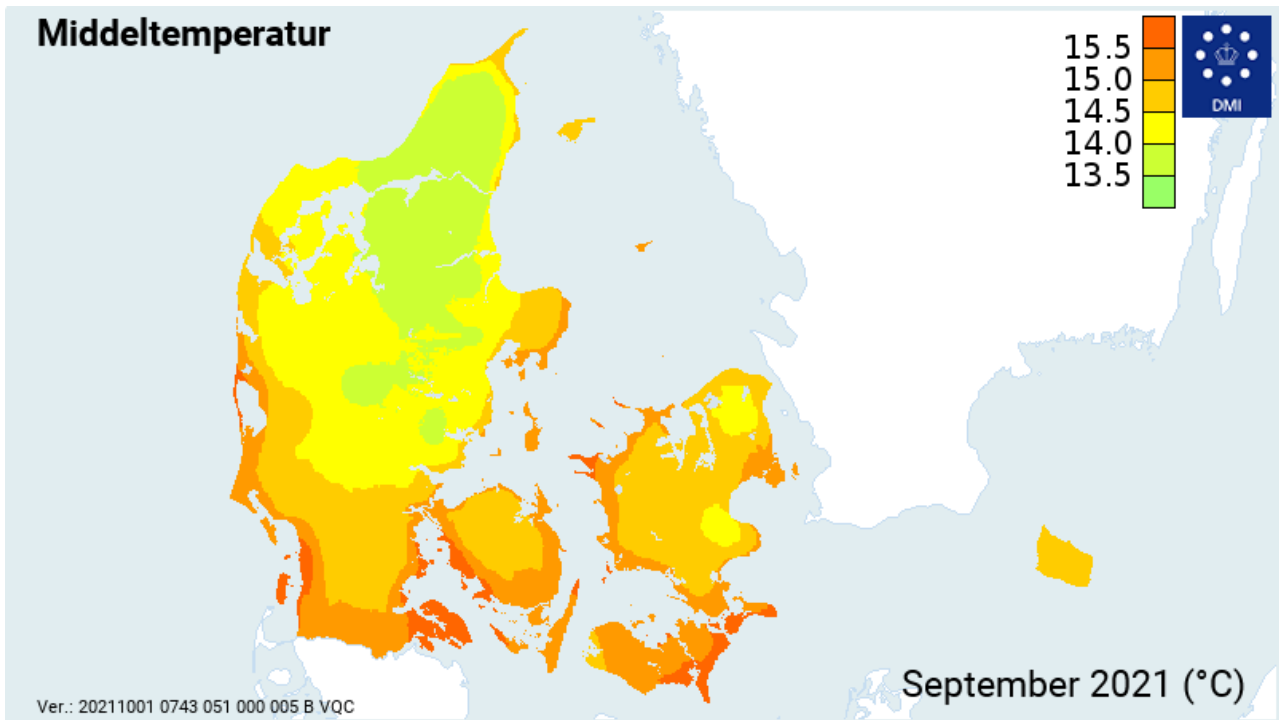 Middeltemperatur
15.5
15.0
14.5
14.0
13.5
DMI
September 2021 (°C)
Ver.: 20211001 0743 051 000 005 B VQC